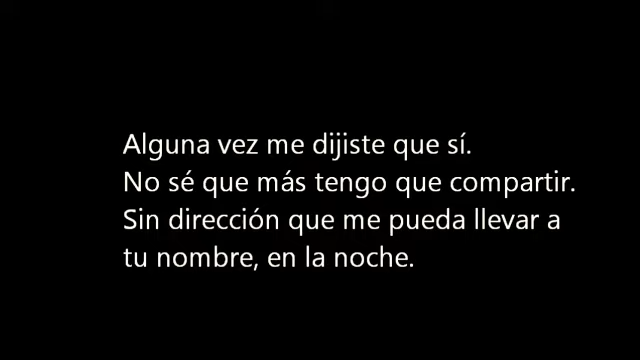 Alguna vez me dijiste que sí.
No sé que más tengo que compartir.
Sin dirección que me pueda llevar a
tu nombre, en la noche.